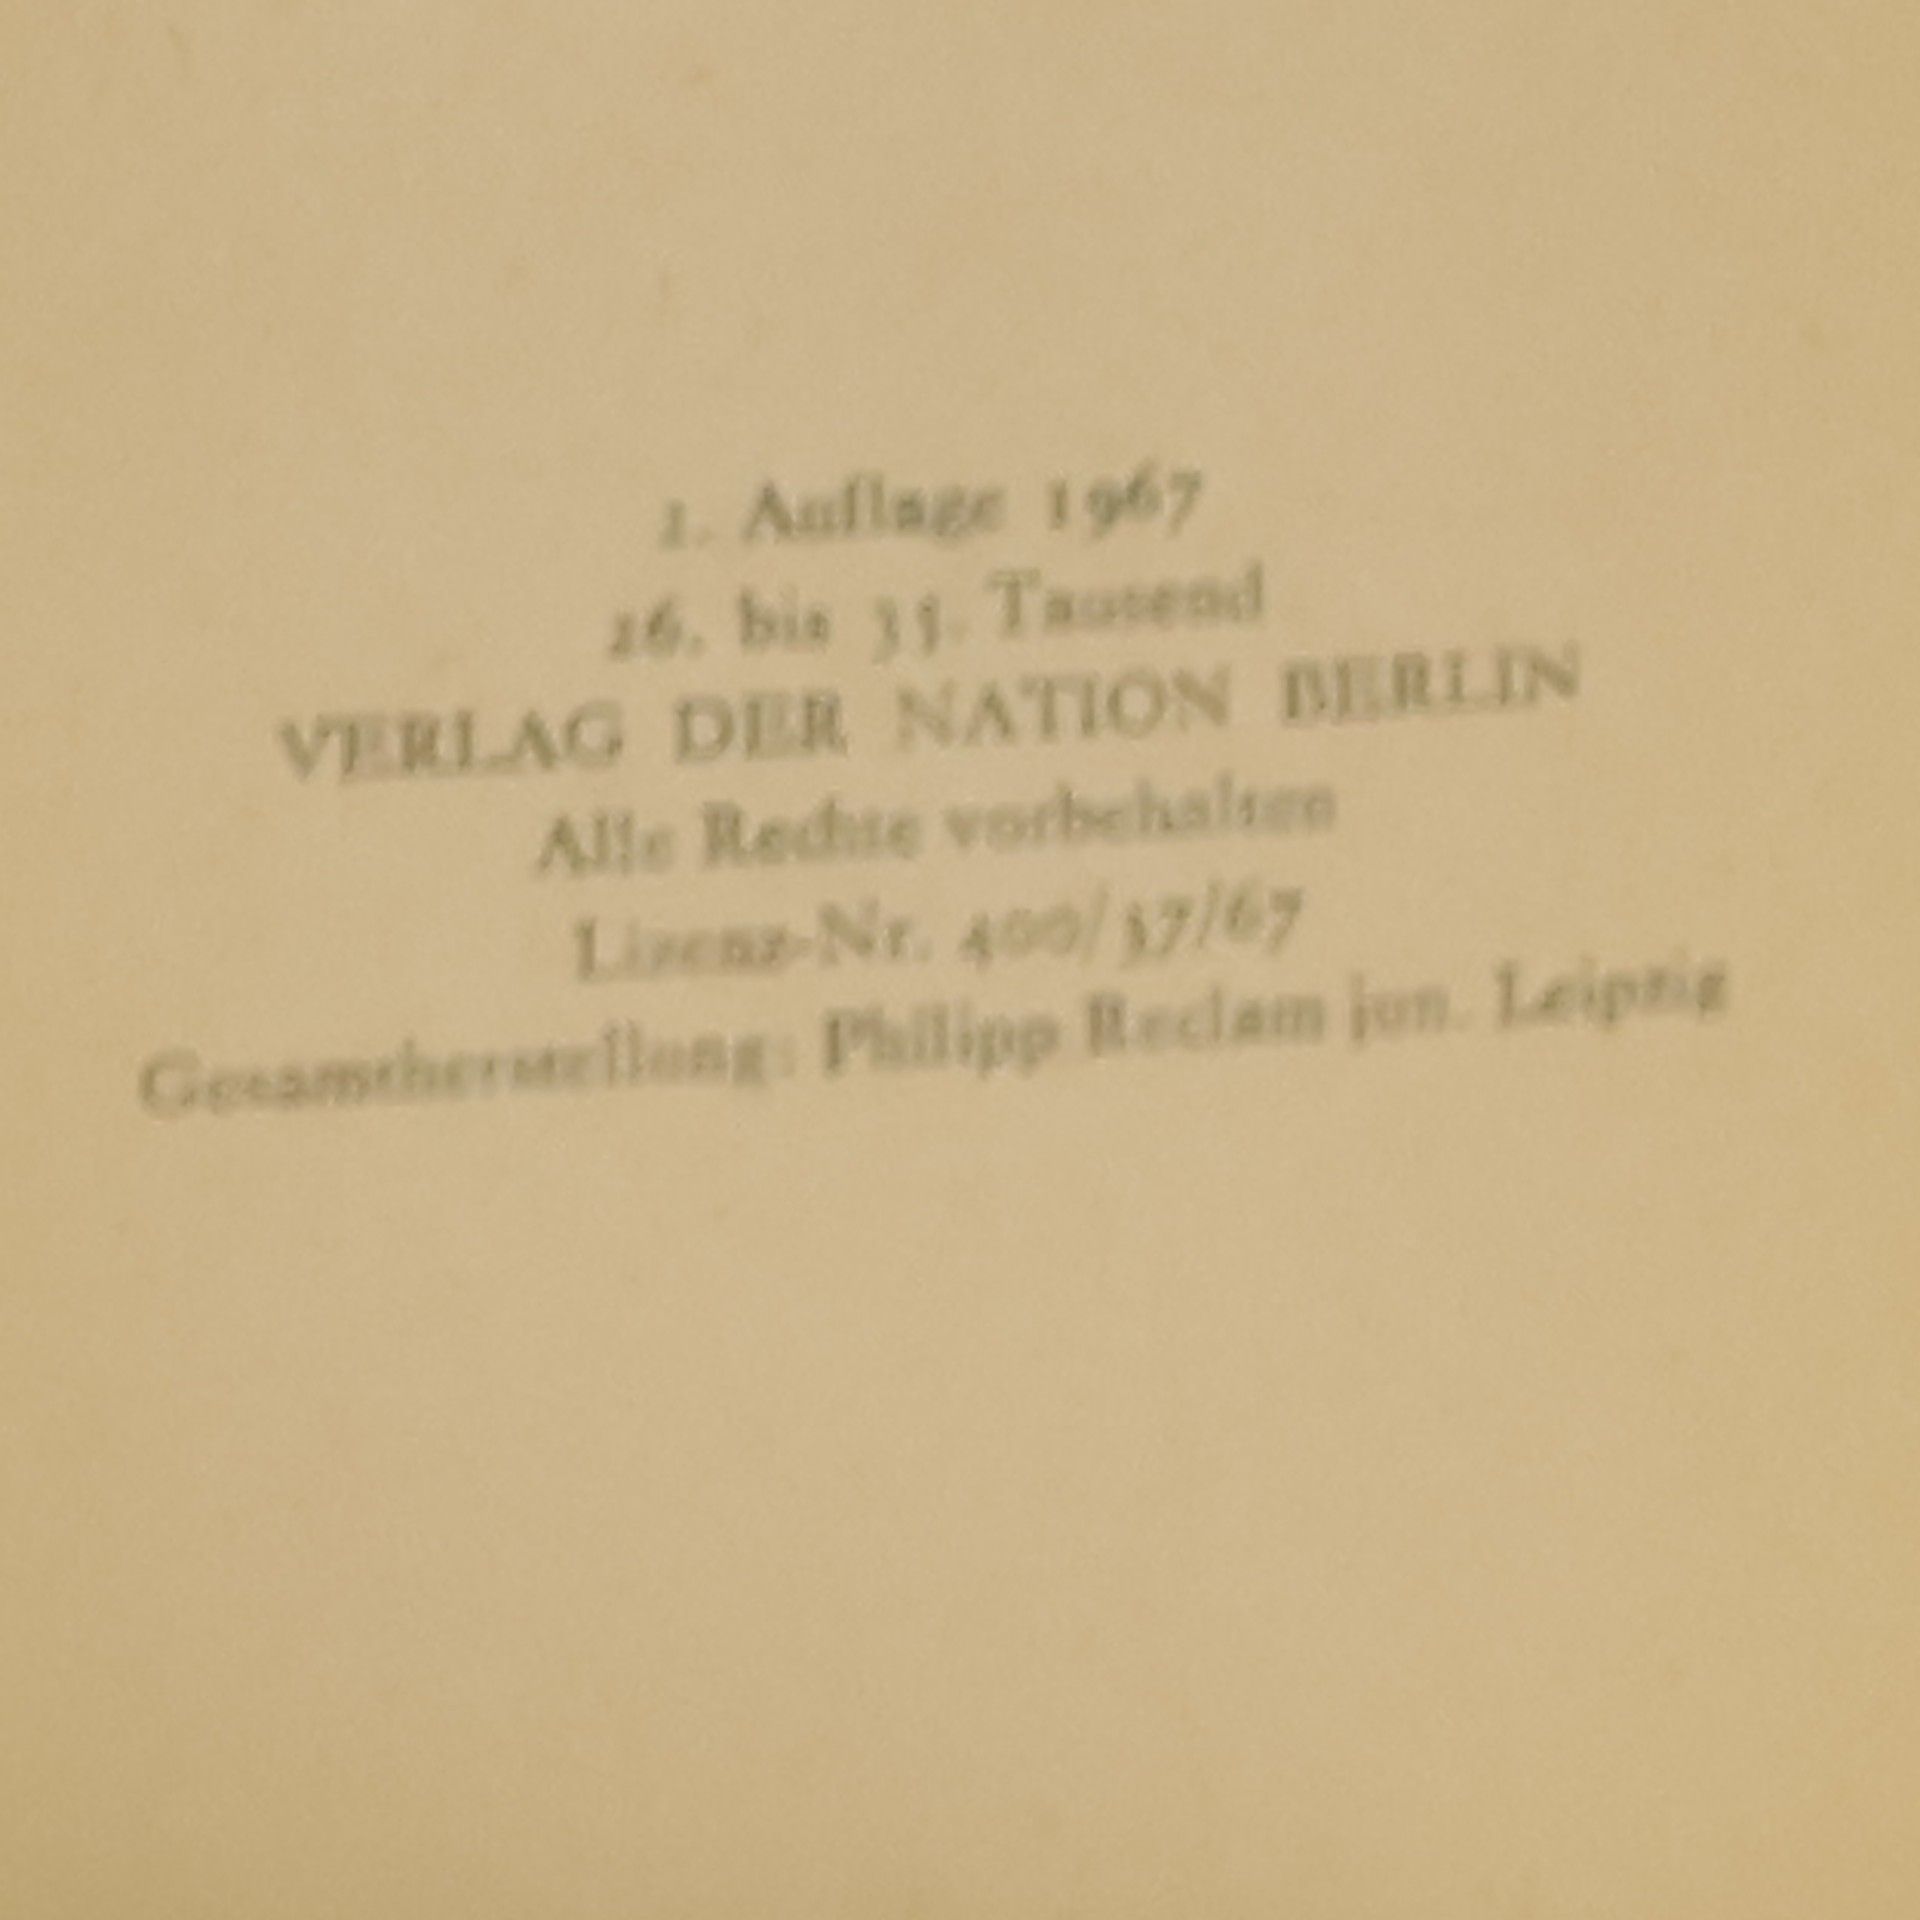 1. Auflage 1967
26. bis 35. Tausend
VERLAG DER NATION BERLIN
Alle Rechte vorbehalten
Lizenz-Nr. 400/37/67
Gesamtherstellung: Philipp Reclam jun. Leipzig